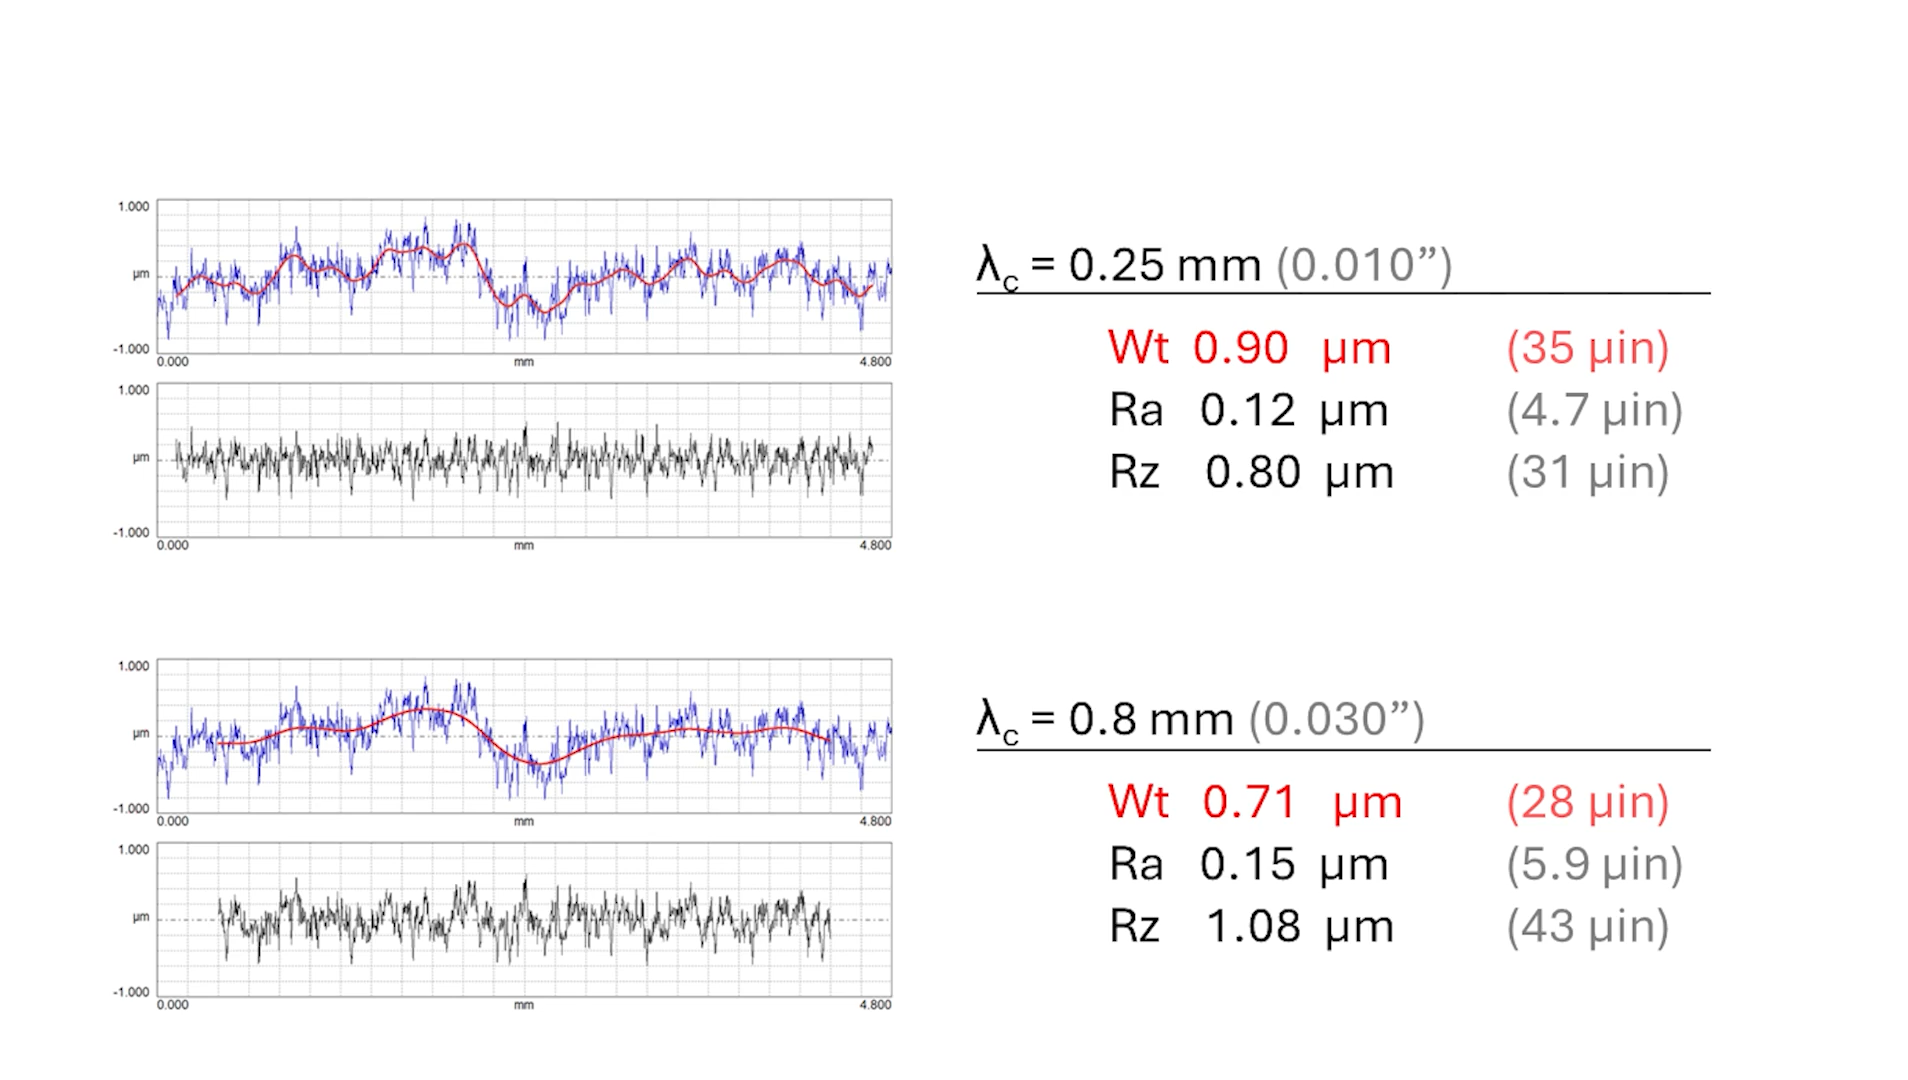 1.000
µm
-1.000
0.000 mm 4.800
1.000
µm
-1.000
0.000 mm 4.800
λc = 0.25 mm (0.010”)
Wt 0.90 µm (35 µin)
Ra 0.12 µm (4.7 µin)
Rz 0.80 µm (31 µin)
1.000
µm
-1.000
0.000 mm 4.800
1.000
µm
-1.000
0.000 mm 4.800
λc = 0.8 mm (0.030”)
Wt 0.71 µm (28 µin)
Ra 0.15 µm (5.9 µin)
Rz 1.08 µm (43 µin)